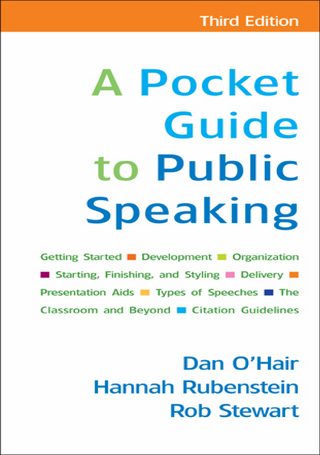 Third Edition
A Pocket
Guide
to Public
Speaking
Getting Started ■ Development ■ Organization
■ Starting, Finishing, and Styling ■ Delivery ■
Presentation Aids ■ Types of Speeches ■ The
Classroom and Beyond ■ Citation Guidelines
Dan O'Hair
Hannah Rubenstein
Rob Stewart